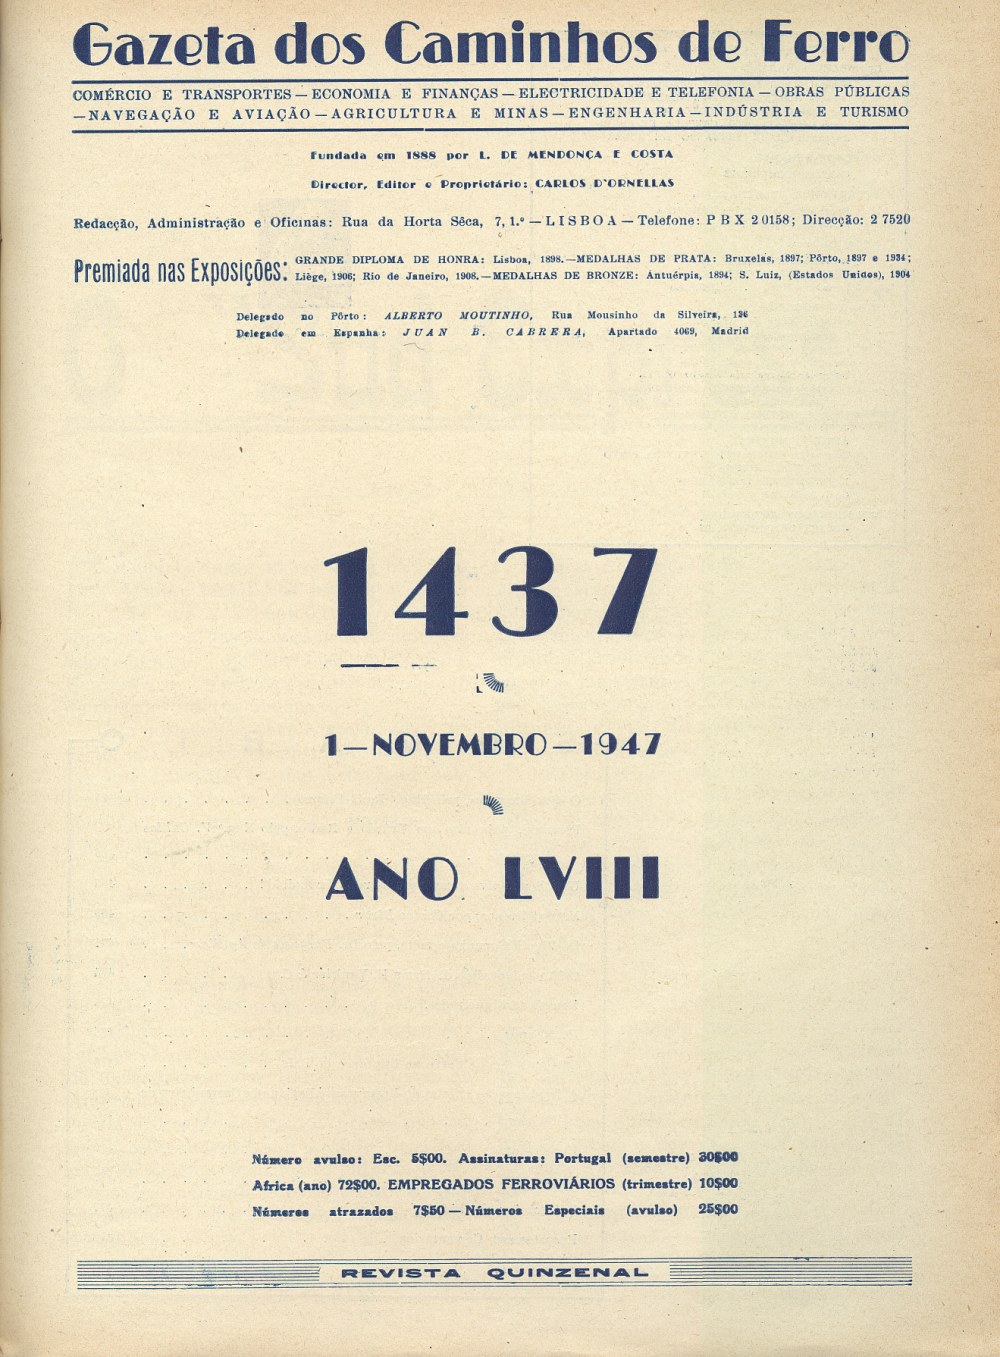 Gazeta dos Caminhos de Ferro
COMÉRCIO E TRANSPORTES — ECONOMIA E FINANÇAS — ELECTRICIDADE E TELEFONIA — OBRAS PÚBLICAS
— NAVEGAÇÃO E AVIAÇÃO — AGRICULTURA E MINAS — ENGENHARIA — INDÚSTRIA E TURISMO
Fundada em 1888 por L. DE MENDONÇA E COSTA
Director, Editor e Proprietário: CARLOS D'ORNELLAS
Redacção, Administração e Oficinas: Rua da Horta Sêca, 7, 1.º — LISBOA — Telefone: PBX 20158; Direcção: 27520
Premiada nas Exposições:
GRANDE DIPLOMA DE HONRA: Lisboa, 1898.—MEDALHAS DE PRATA: Bruxelas, 1897; Pôrto, 1897 e 1934;
Liège, 1906; Rio de Janeiro, 1908.—MEDALHAS DE BRONZE: Antuérpia, 1894; S. Luiz, (Estados Unidos), 1904
Delegado no Pôrto: ALBERTO MOUTINHO, Rua Mousinho da Silveira, 136
Delegado em Espanha: JUAN B. CABRERA, Apartado 4069, Madrid
1437
1—NOVEMBRO—1947
ANO LVIII
Número avulso: Esc. 5$00. Assinaturas: Portugal (semestre) 30$00
Africa (ano) 72$00. EMPREGADOS FERROVIÁRIOS (trimestre) 10$00
Números atrazados 7$50 — Números Especiais (avulso) 25$00
REVISTA QUINZENAL